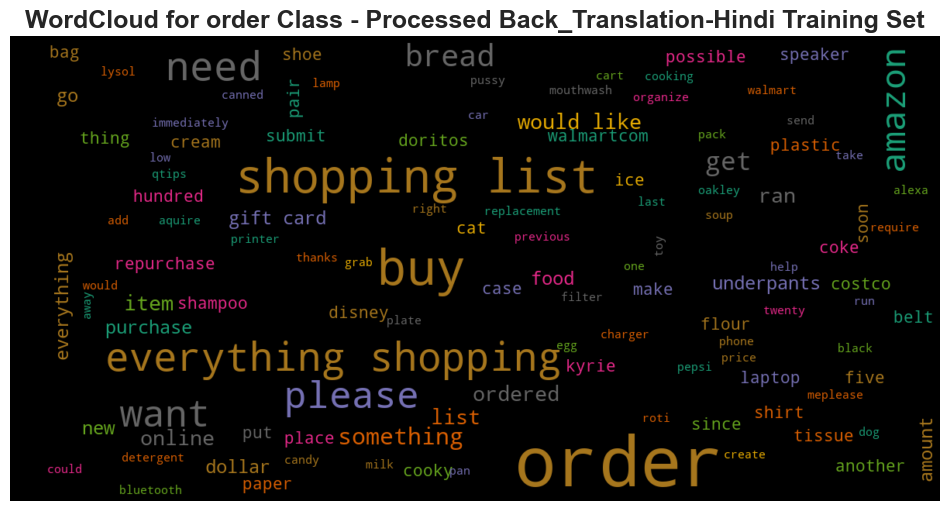 WordCloud for order Class - Processed Back_Translation-Hindi Training Set
bag
shoe
bread
possible
speaker
amazon
lysol
need
lamp
pussy
cart
cooking
go
canned
pair
mouthwash
organize
walmart
immediately
car
would like
send
thing
cream
submit
doritos
walmartcom
pack
plastic
low
shopping list
get
take
qtips
ice
oakley
ran
alexa
hundred
last
add
aquire
gift card
right
replacement
soup
soon
require
printer
cat
previous
toy
coke
everything
repurchase
thanks
grab
buy
food
one
help
would
away
item
shampoo
case
filter
make
underpants
costco
run
disney
plate
twenty
belt
purchase
flour
charger
phone
everything shopping
egg
kyrie
price
black
pepsi
laptop
five
please
ordered
meplease
want
list
roti
shirt
new
online
put
place
something
since
tissue
dog
amount
could
detergent
dollar
candy
milk
cooky
pan
order
create
another
bluetooth
paper